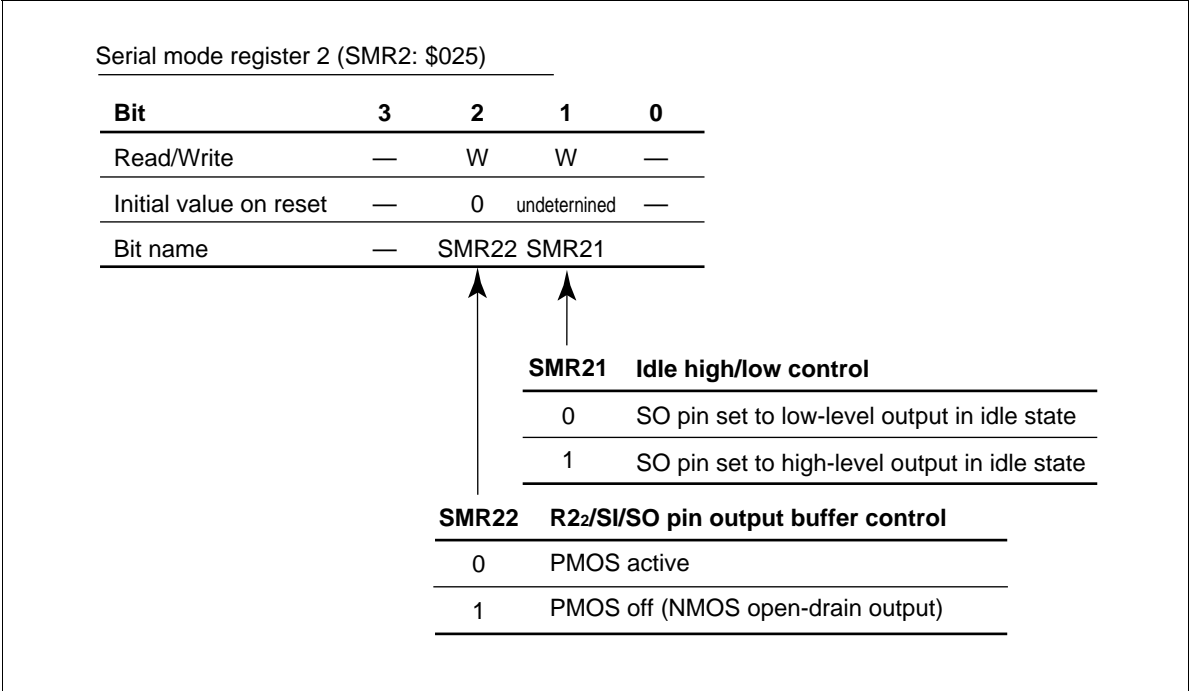 Serial mode register 2 (SMR2: $025)
Bit 3 2 1 0
Read/Write — W W —
Initial value on reset — 0 undeternined —
Bit name — SMR22 SMR21
SMR21 Idle high/low control
0 SO pin set to low-level output in idle state
1 SO pin set to high-level output in idle state
SMR22 R2₂/SI/SO pin output buffer control
0 PMOS active
1 PMOS off (NMOS open-drain output)